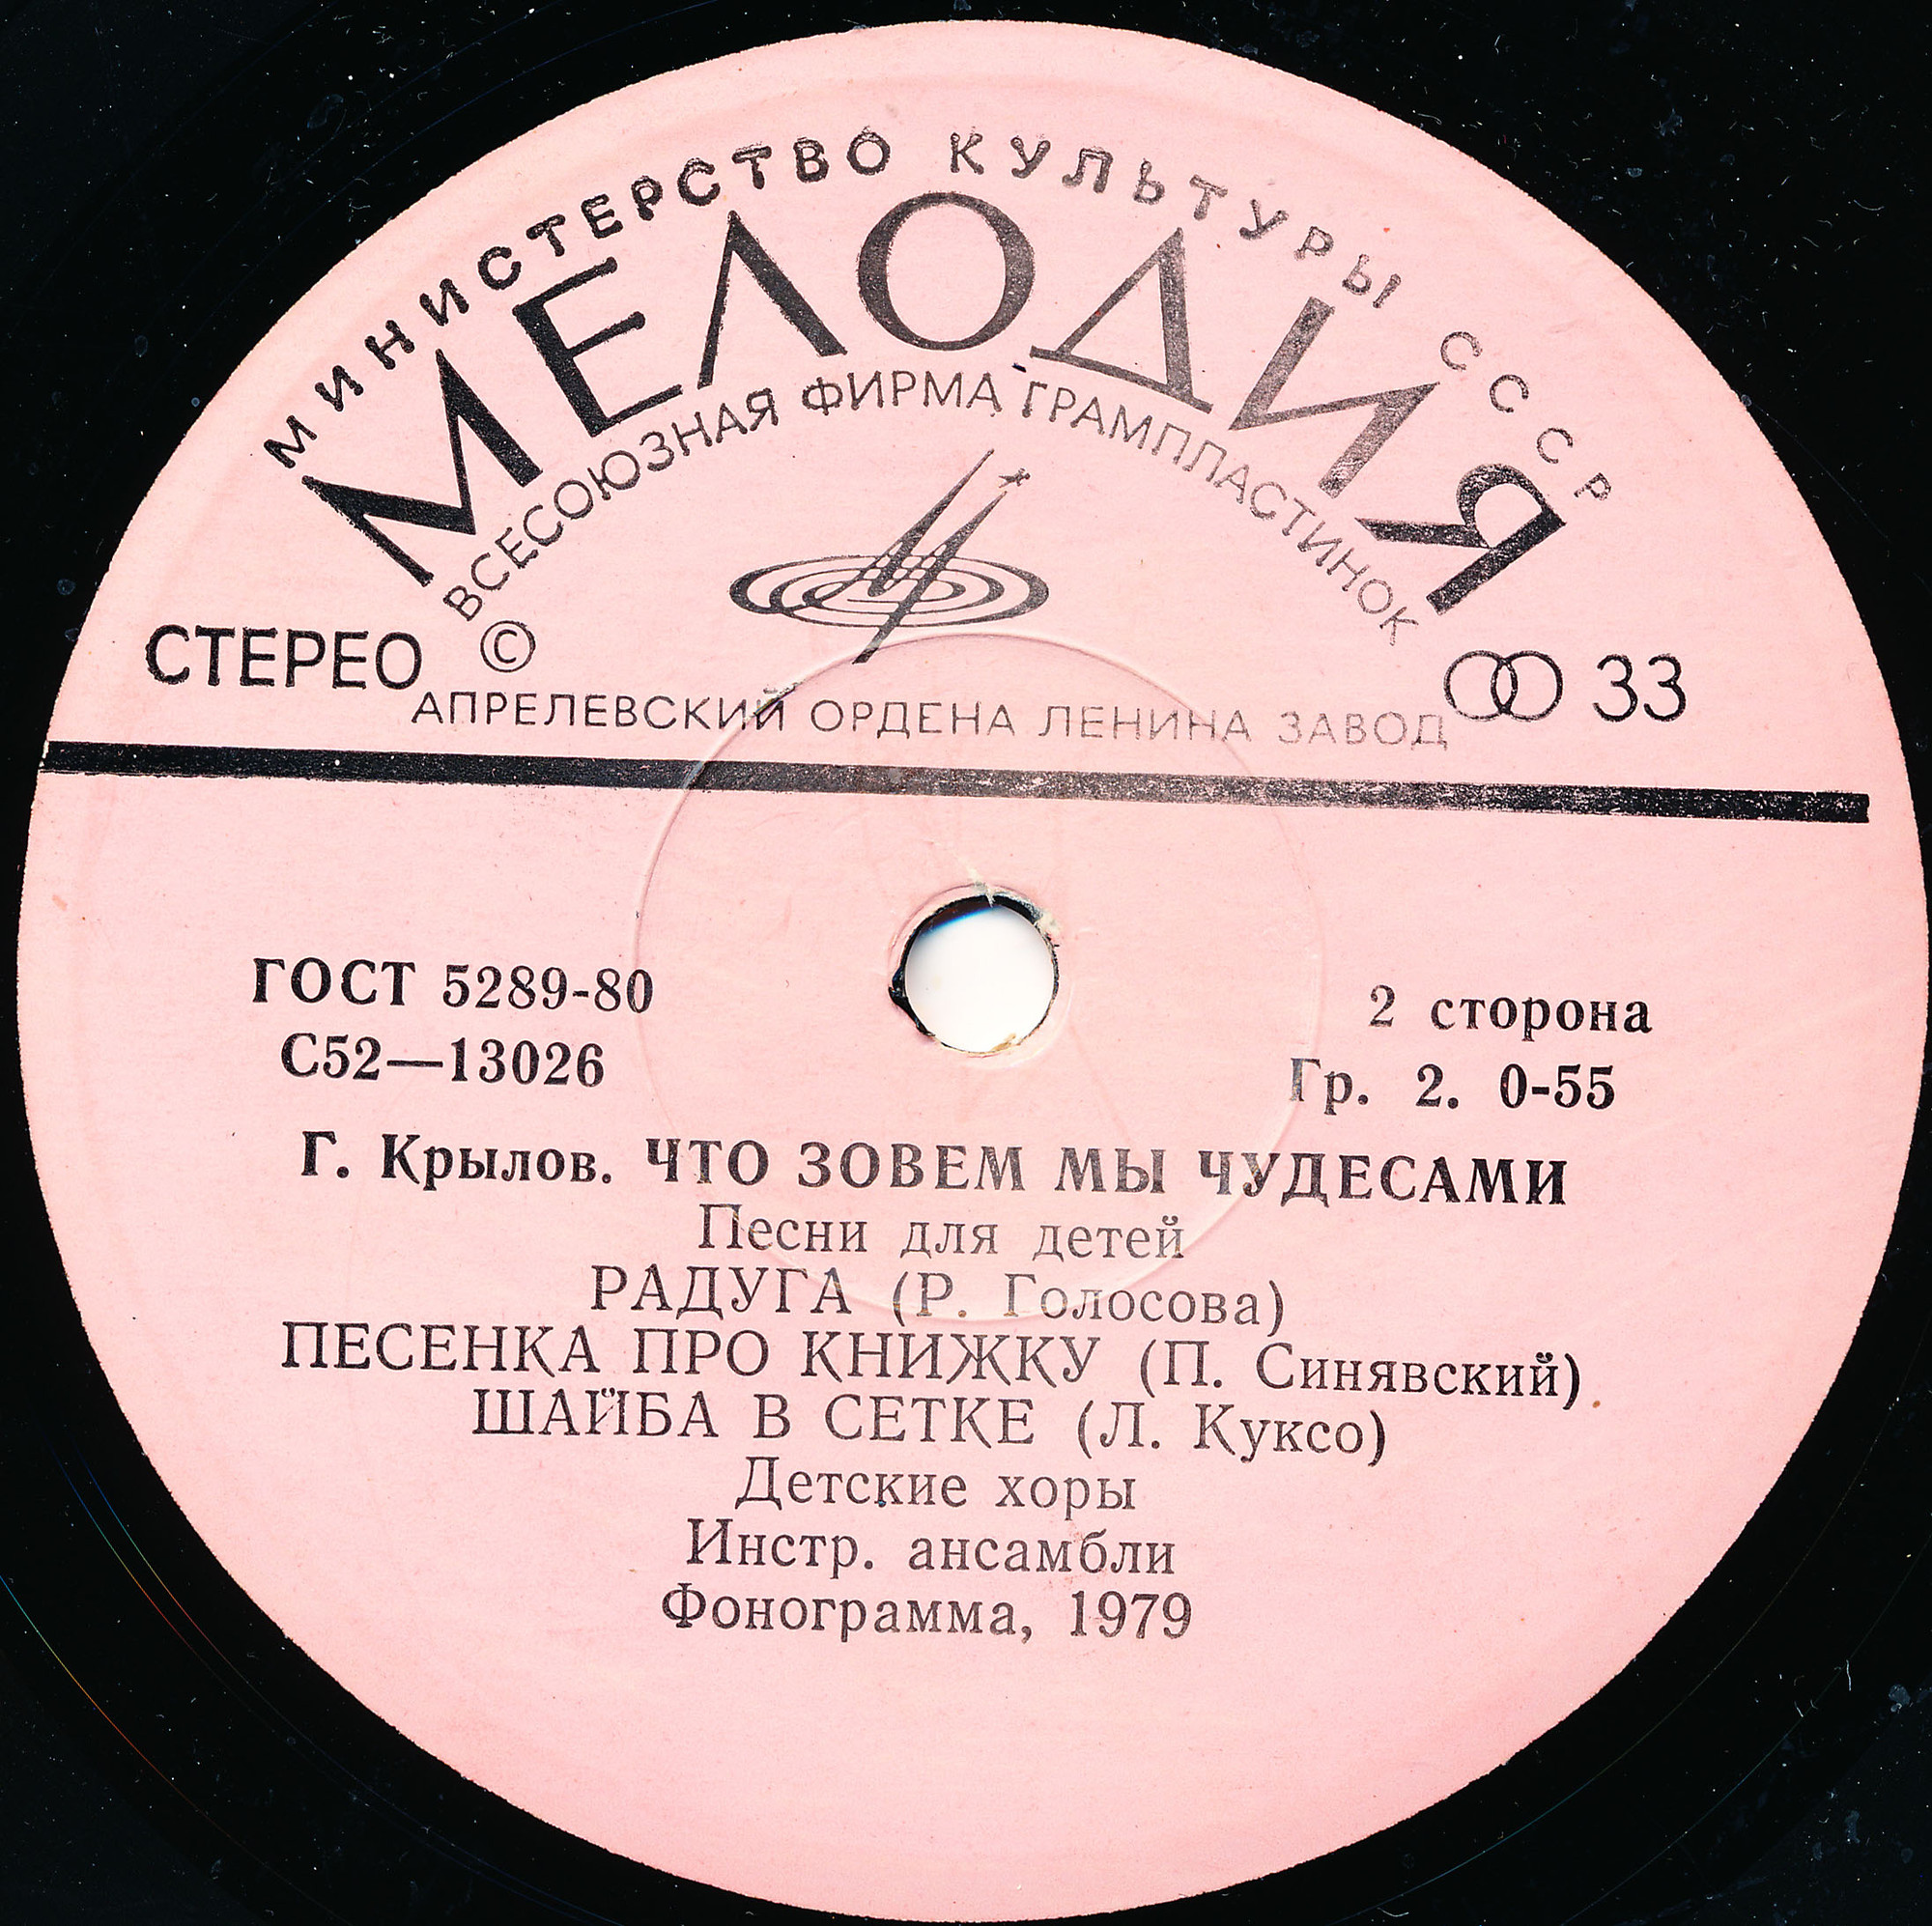 МИНИСТЕРСТВО КУЛЬТУРЫ СССР
МЕЛОДИЯ
ВСЕСОЮЗНАЯ ФИРМА ГРАМПЛАСТИНОК
СТЕРЕО © 33
АПРЕЛЕВСКИЙ ОРДЕНА ЛЕНИНА ЗАВОД
ГОСТ 5289-80 2 сторона
С52—13026 Гр. 2. 0-55
Г. Крылов. ЧТО ЗОВЕМ МЫ ЧУДЕСАМИ
Песни для детей
РАДУГА (Р. Голосова)
ПЕСЕНКА ПРО КНИЖКУ (П. Синявский)
ШАЙБА В СЕТКЕ (Л. Куксо)
Детские хоры
Инстр. ансамбли
Фонограмма, 1979